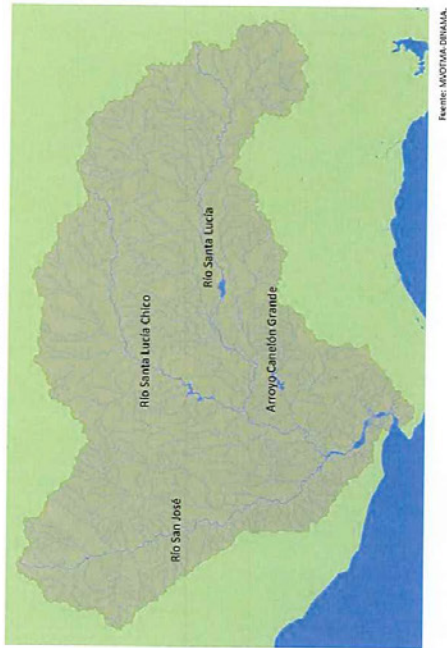 Río Santa Lucía Chico
Río Santa Lucía
Río San José
Arroyo Canelón Grande
Fuente: MVOTMA-DINAMA.